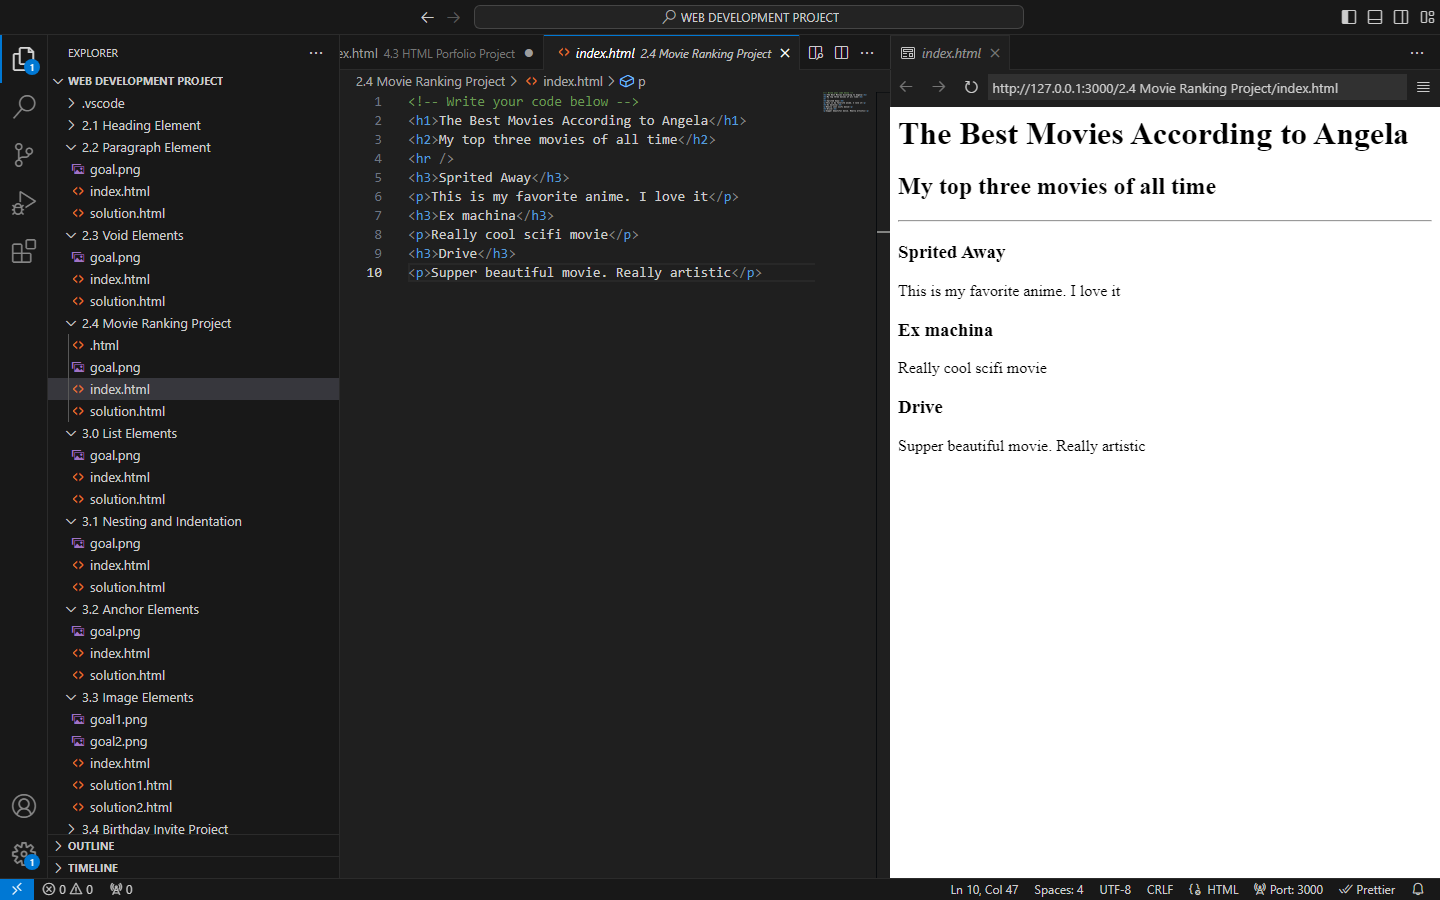 WEB DEVELOPMENT PROJECT
EXPLORER
WEB DEVELOPMENT PROJECT
.vscode
2.1 Heading Element
2.2 Paragraph Element
goal.png
index.html
solution.html
2.3 Void Elements
goal.png
index.html
solution.html
2.4 Movie Ranking Project
.html
goal.png
index.html
solution.html
3.0 List Elements
goal.png
index.html
solution.html
3.1 Nesting and Indentation
goal.png
index.html
solution.html
3.2 Anchor Elements
goal.png
index.html
solution.html
3.3 Image Elements
goal1.png
goal2.png
index.html
solution1.html
solution2.html
3.4 Birthday Invite Project
OUTLINE
TIMELINE
1
1
ex.html 4.3 HTML Porfolio Project
index.html 2.4 Movie Ranking Project
2.4 Movie Ranking Project > index.html > p
1 <!-- Write your code below -->
2 <h1>The Best Movies According to Angela</h1>
3 <h2>My top three movies of all time</h2>
4 <hr />
5 <h3>Sprited Away</h3>
6 <p>This is my favorite anime. I love it</p>
7 <h3>Ex machina</h3>
8 <p>Really cool scifi movie</p>
9 <h3>Drive</h3>
10 <p>Supper beautiful movie. Really artistic</p>
index.html
http://127.0.0.1:3000/2.4 Movie Ranking Project/index.html
The Best Movies According to Angela
My top three movies of all time
Sprited Away
This is my favorite anime. I love it
Ex machina
Really cool scifi movie
Drive
Supper beautiful movie. Really artistic
0 0 0
Ln 10, Col 47 Spaces: 4 UTF-8 CRLF HTML Port: 3000 Prettier